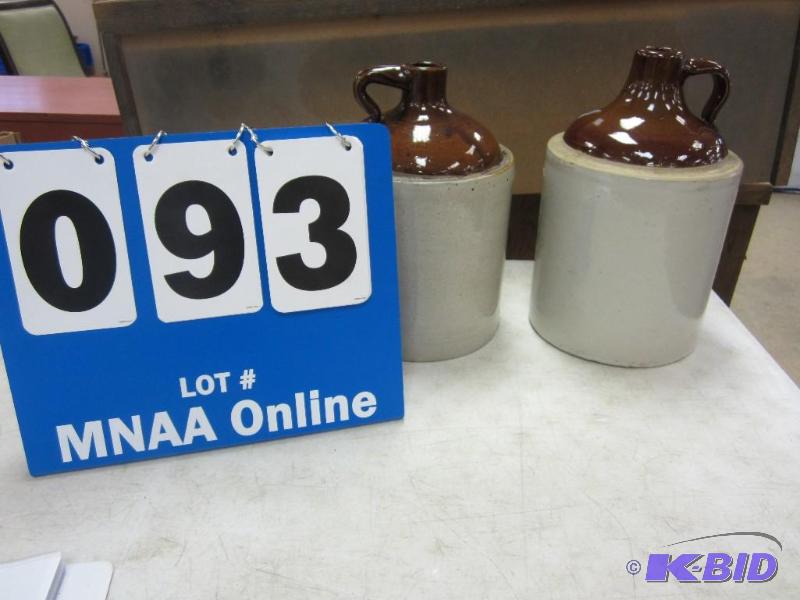 093
LOT #
MNAA Online
© K-BID